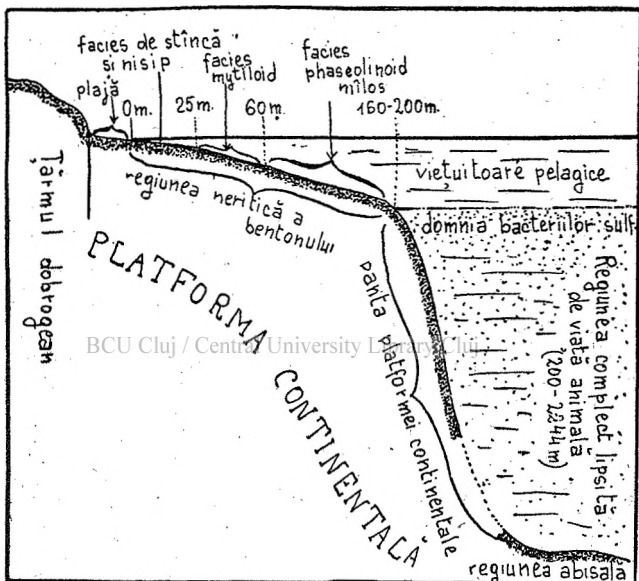 facies de stîncă
și nisip
plajă
facies
mytiloid
facies
phaseolinoid
mîlos
0m.
25m.
60m.
160-200m.
viețuitoare pelagice
domnia bacteriilor sulf.
regiunea neritică a
bentonului
Țărmul dobrogean
PLATFORMA CONTINENTALĂ
panta platformei continentale
Regiunea complect lipsită
de viață animală
(200-2244m)
regiunea abisală
BCU Cluj / Central University Library Cluj